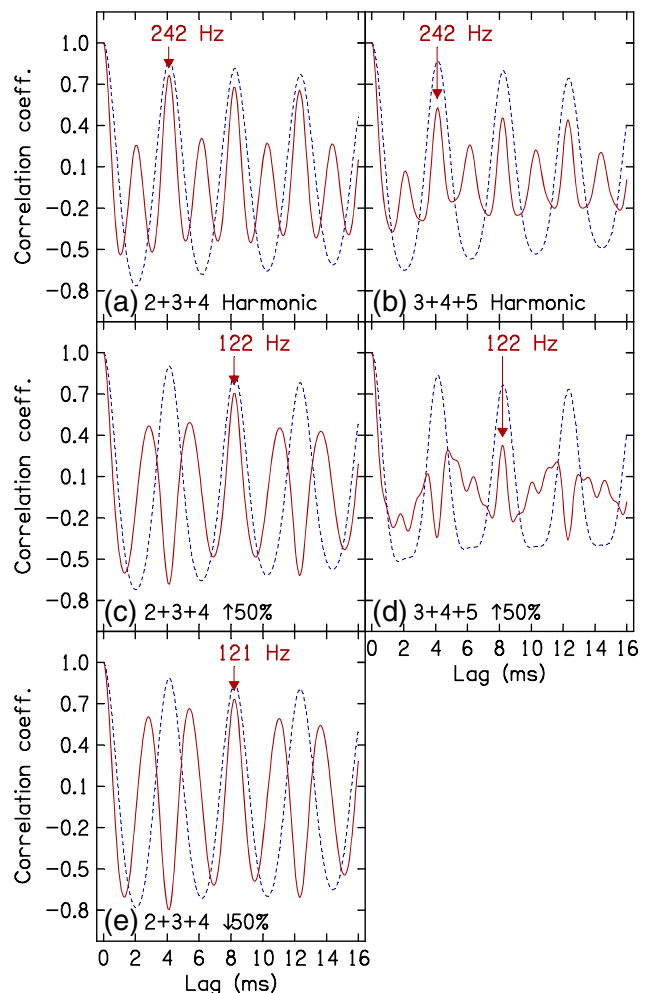 242 Hz
242 Hz
Correlation coeff.
1.0
0.7
0.4
0.1
−0.2
−0.5
−0.8
(a) 2+3+4 Harmonic
(b) 3+4+5 Harmonic
122 Hz
122 Hz
Correlation coeff.
1.0
0.7
0.4
0.1
−0.2
−0.5
−0.8
(c) 2+3+4 ↑50%
(d) 3+4+5 ↑50%
0 2 4 6 8 10 12 14 16
Lag (ms)
121 Hz
Correlation coeff.
1.0
0.7
0.4
0.1
−0.2
−0.5
−0.8
(e) 2+3+4 ↓50%
0 2 4 6 8 10 12 14 16
Lag (ms)